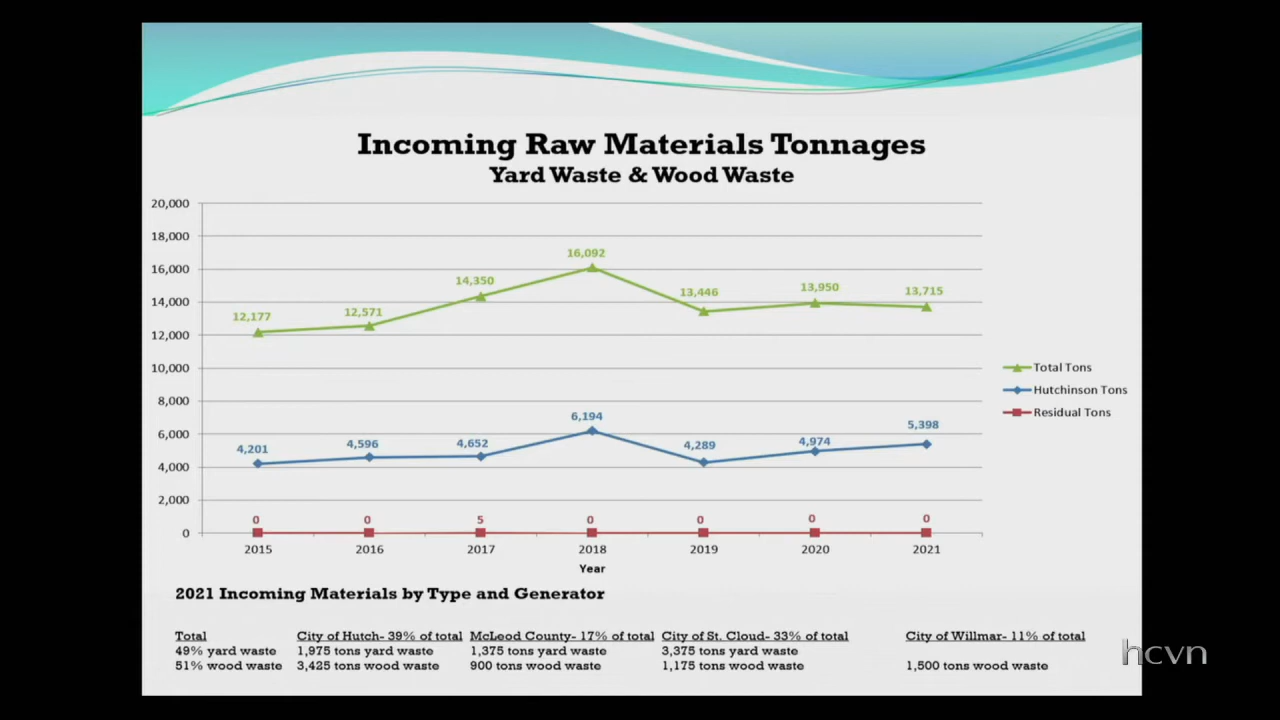 Incoming Raw Materials Tonnages
Yard Waste & Wood Waste
20,000
18,000
16,000
14,000
12,000
10,000
8,000
6,000
4,000
2,000
0
12,177
12,571
14,350
16,092
13,446
13,950
13,715
4,201
4,596
4,652
6,194
4,289
4,974
5,398
0
0
5
0
0
0
0
2015 2016 2017 2018 2019 2020 2021
Year
Total Tons
Hutchinson Tons
Residual Tons
2021 Incoming Materials by Type and Generator
Total City of Hutch- 39% of total McLeod County- 17% of total City of St. Cloud- 33% of total City of Willmar- 11% of total
49% yard waste 1,975 tons yard waste 1,375 tons yard waste 3,375 tons yard waste
51% wood waste 3,425 tons wood waste 900 tons wood waste 1,175 tons wood waste 1,500 tons wood waste
hcvn